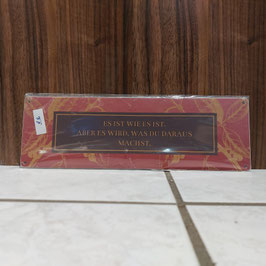 ES IST WIE ES IST,
ABER ES WIRD, WAS DU DARAUS
MACHST.